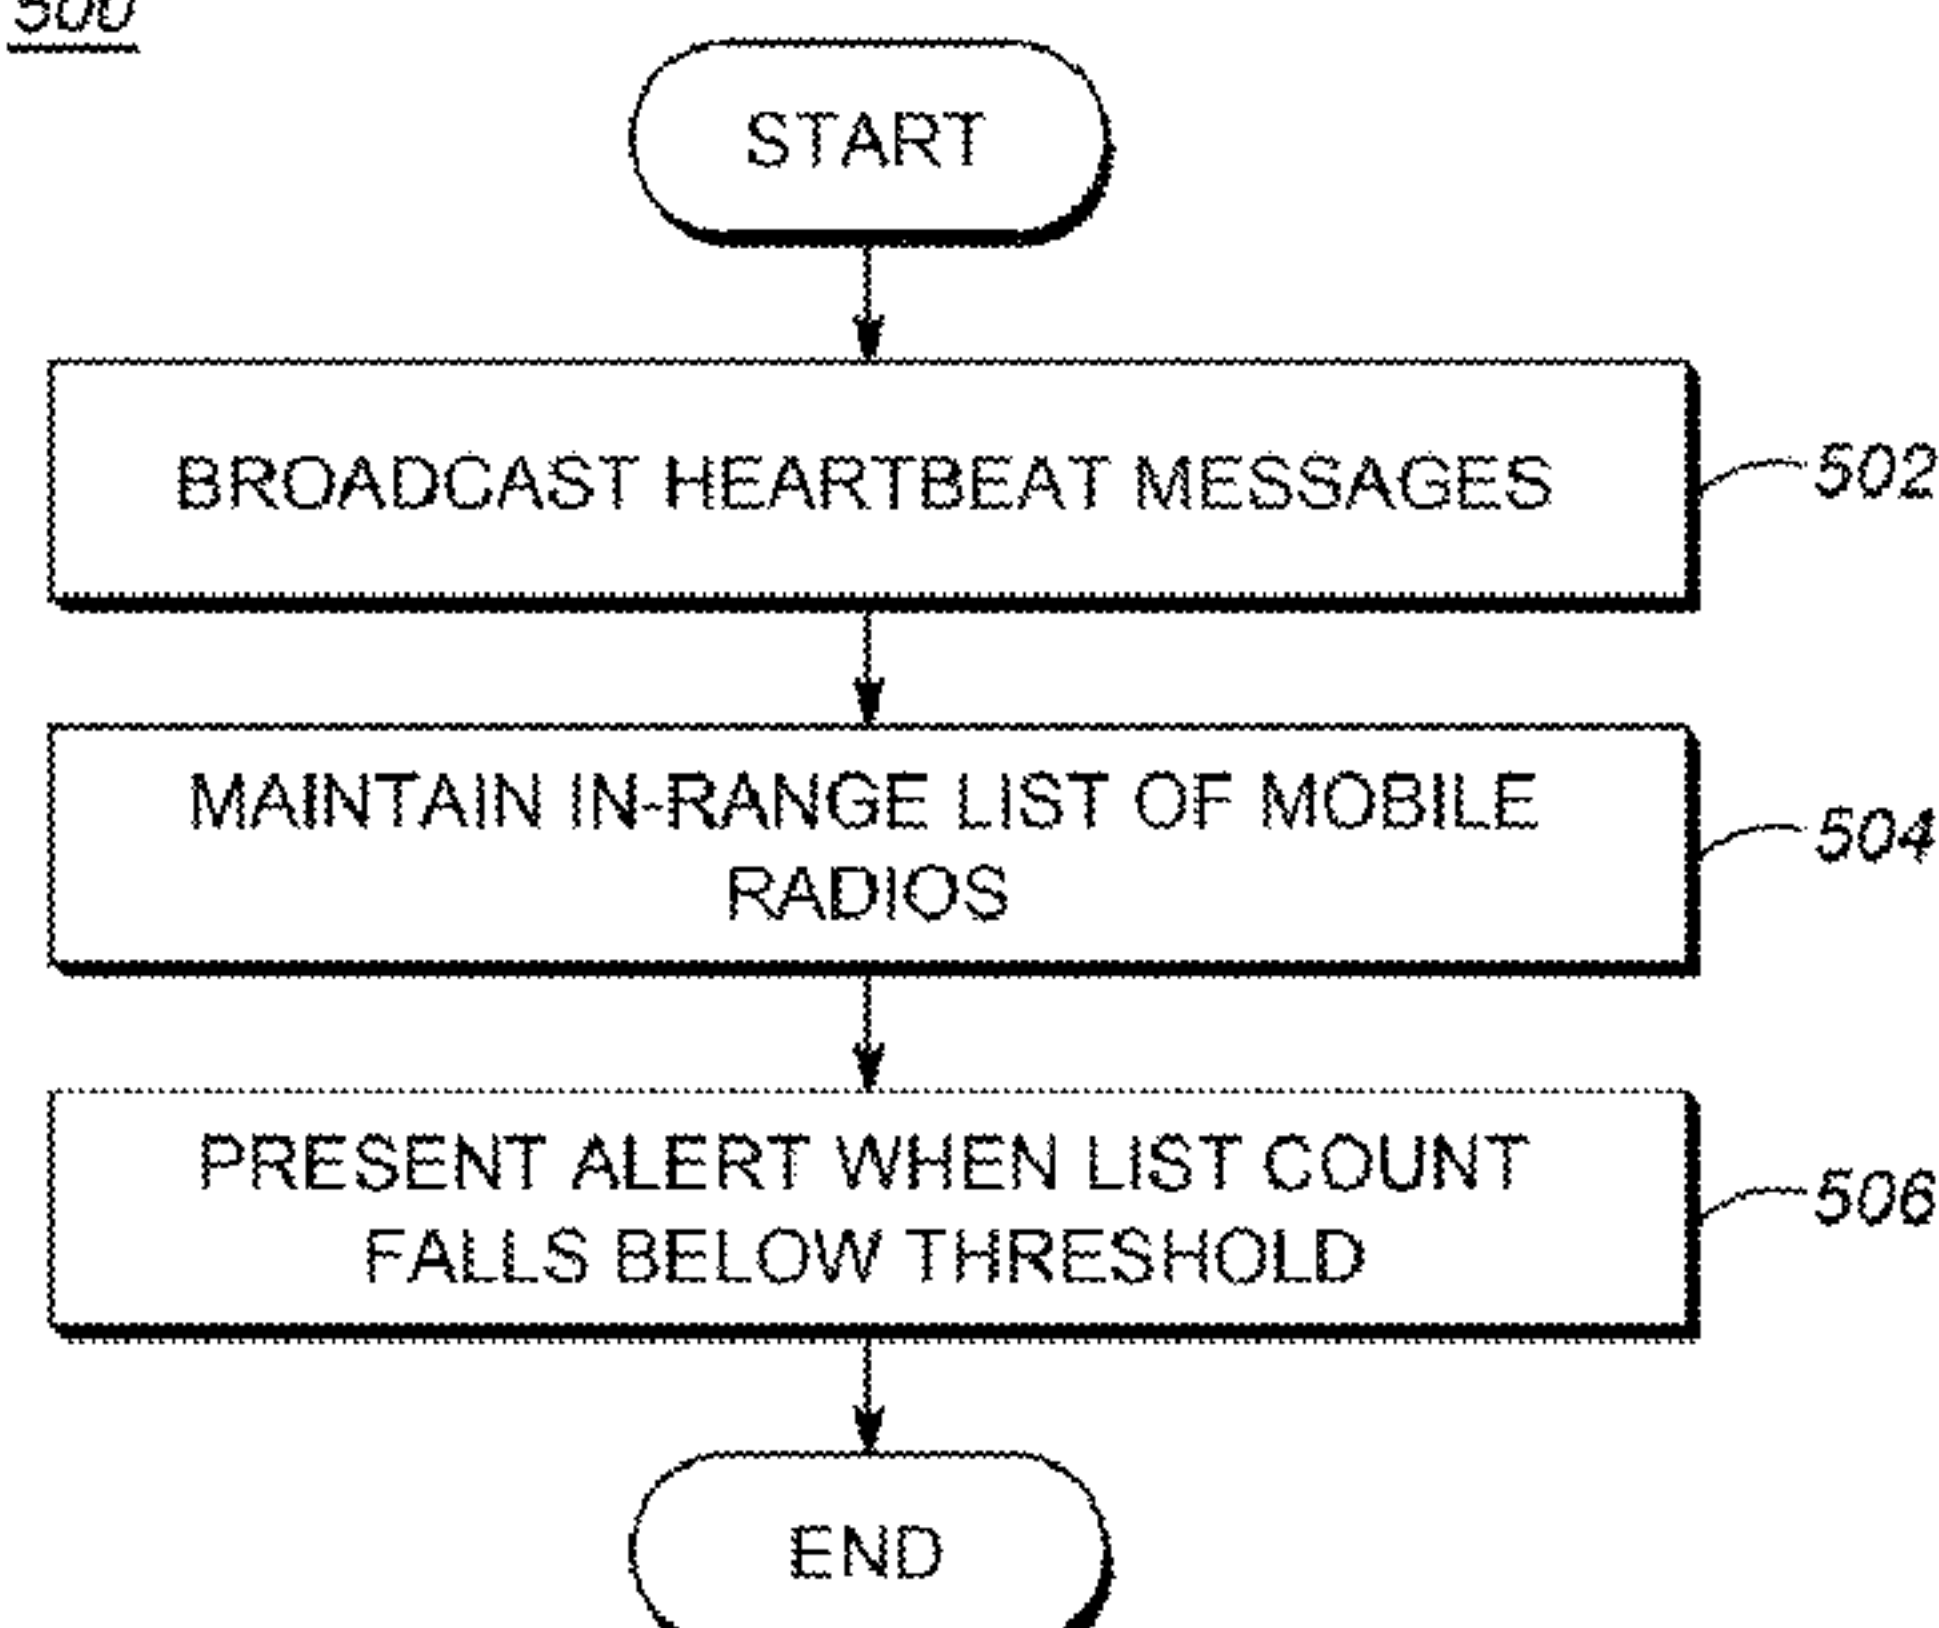 500
START
BROADCAST HEARTBEAT MESSAGES
502
MAINTAIN IN-RANGE LIST OF MOBILE
RADIOS
504
PRESENT ALERT WHEN LIST COUNT
FALLS BELOW THRESHOLD
506
END